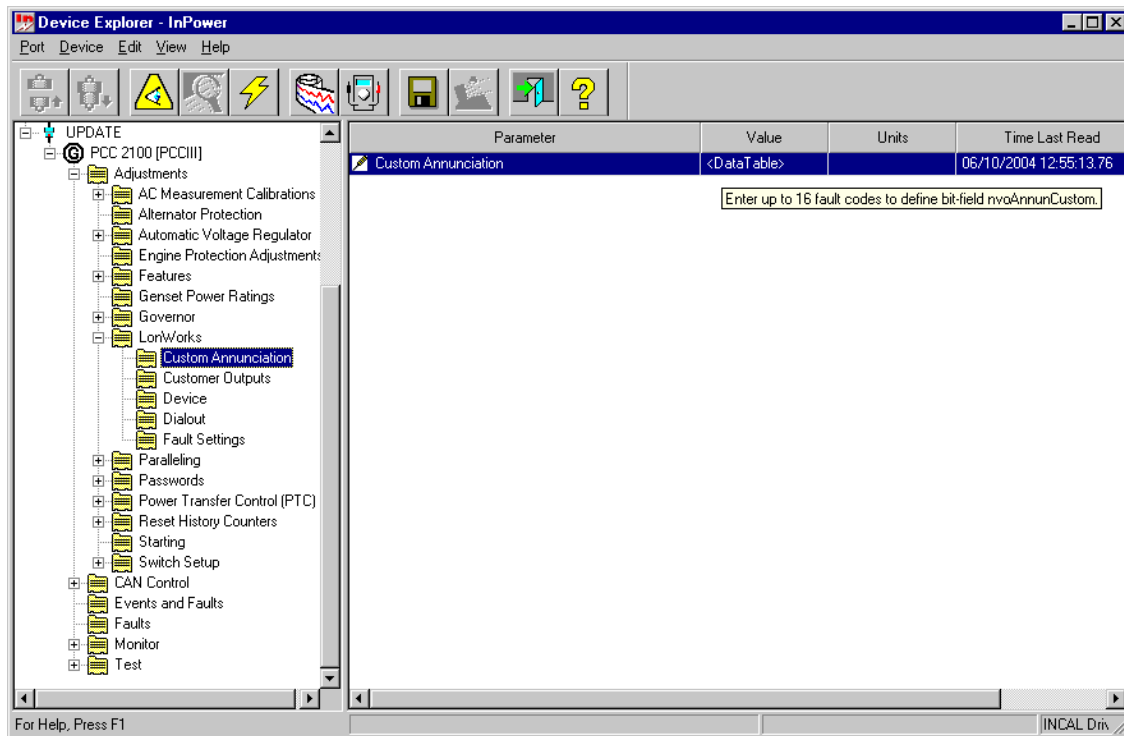 Device Explorer - InPower
Port Device Edit View Help
UPDATE
PCC 2100 [PCCIII]
Adjustments
AC Measurement Calibrations
Alternator Protection
Automatic Voltage Regulator
Engine Protection Adjustments
Features
Genset Power Ratings
Governor
LonWorks
Custom Annunciation
Customer Outputs
Device
Dialout
Fault Settings
Paralleling
Passwords
Power Transfer Control (PTC)
Reset History Counters
Starting
Switch Setup
CAN Control
Events and Faults
Faults
Monitor
Test
Parameter Value Units Time Last Read
Custom Annunciation <DataTable> 06/10/2004 12:55:13.76
Enter up to 16 fault codes to define bit-field nvoAnnunCustom.
For Help, Press F1
INCAL Driv